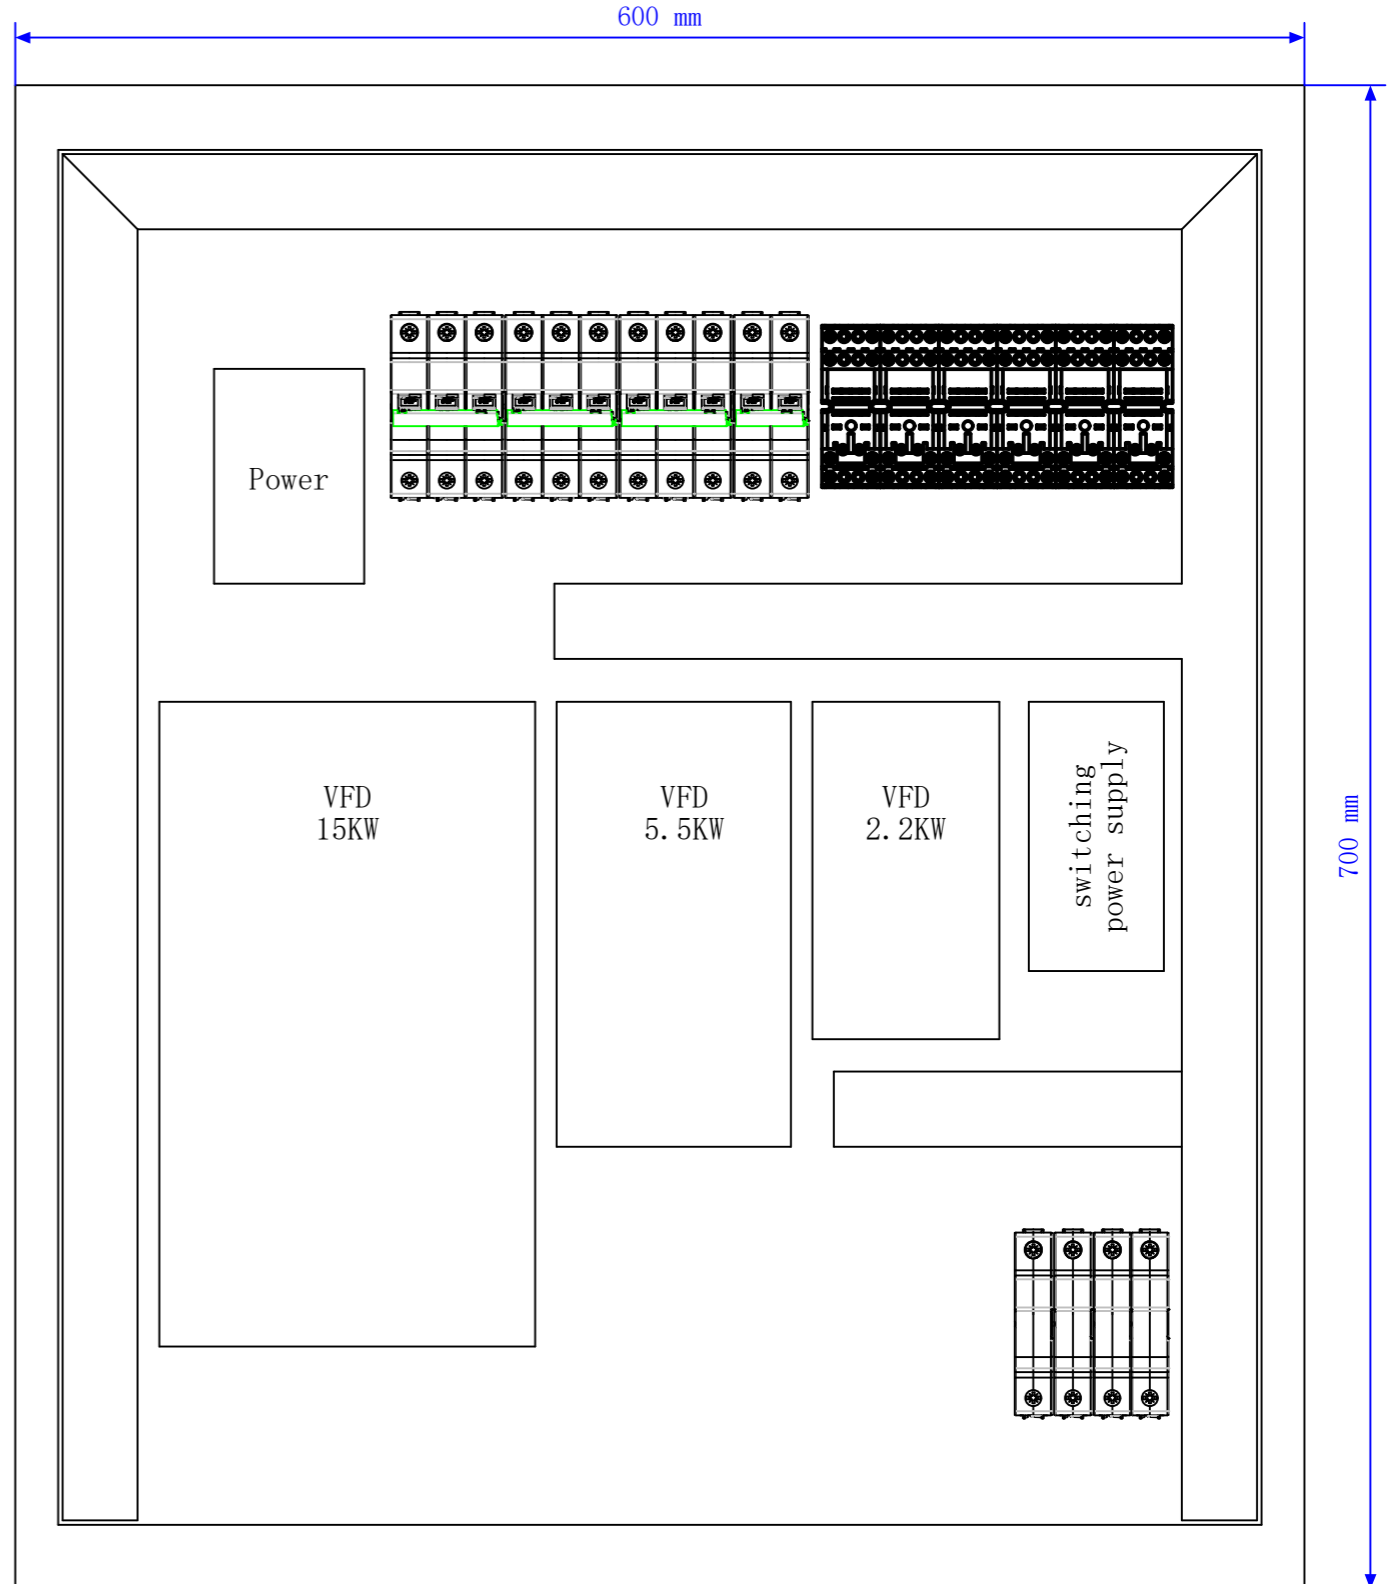 600 mm
Power
VFD
15KW
VFD
5.5KW
VFD
2.2KW
switching
power supply
700 mm